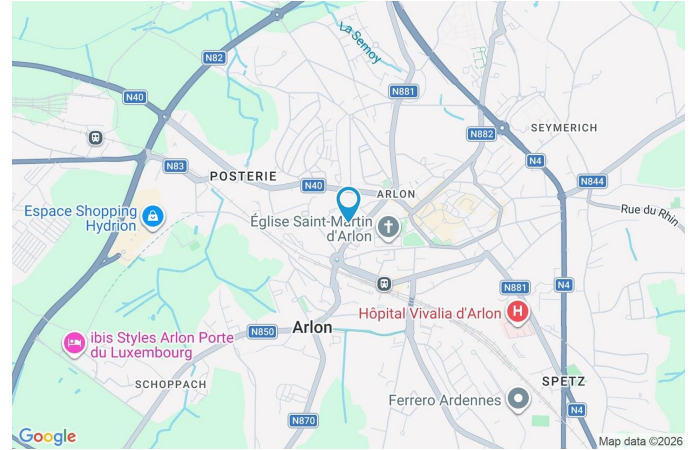 La Semoy
N82
N40
N881
N882
SEYMERICH
N4
N83
POSTERIE
N40
ARLON
N844
Rue du Rhin
Espace Shopping
Hydrion
Église Saint-Martin
d'Arlon
N881
N4
Hôpital Vivalia d'Arlon
H
N850
Arlon
ibis Styles Arlon Porte
du Luxembourg
SCHOPPACH
SPETZ
Ferrero Ardennes
N4
N870
Google
Map data ©2026